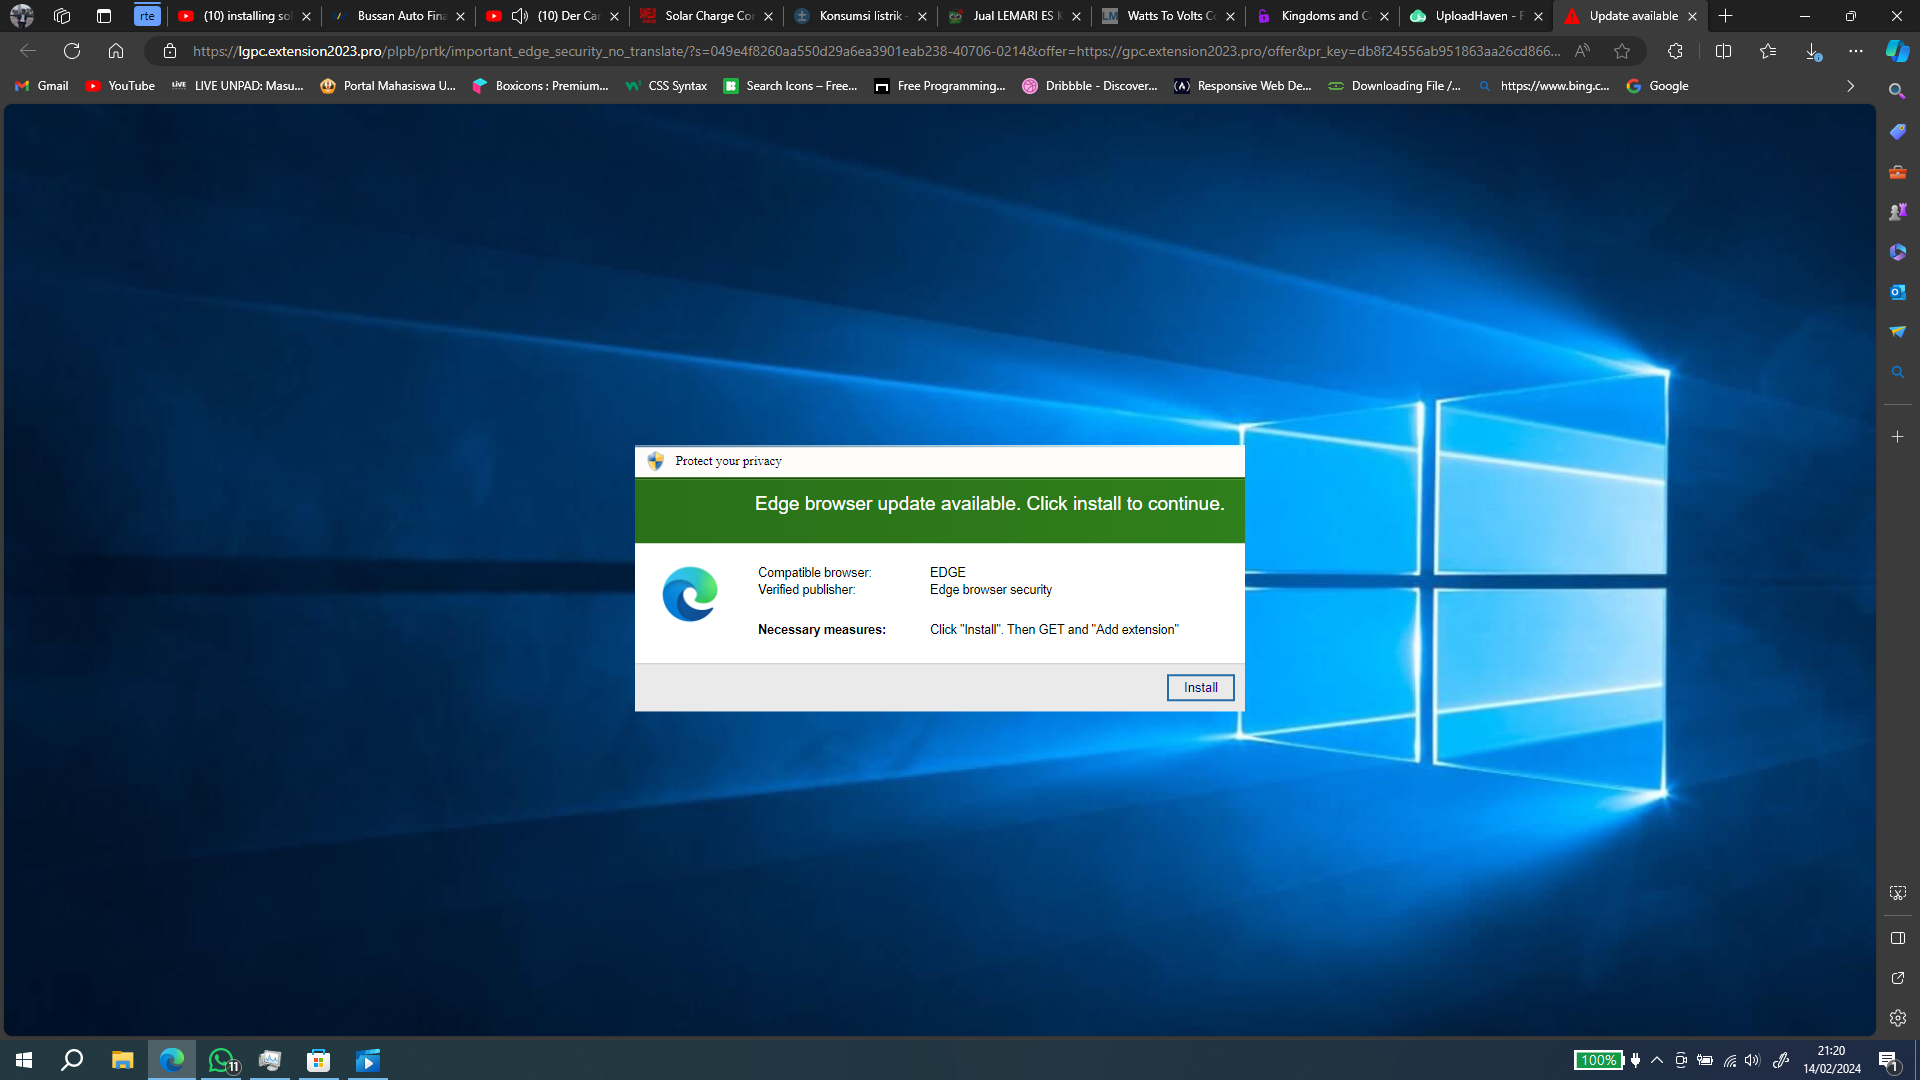 rte
(10) installing so
Bussan Auto Fina
(10) Der Ca
Solar Charge Co
Konsumsi listrik
Jual LEMARI ES K
Watts To Volts C
Kingdoms and C
UploadHaven - F
Update available
https://lgpc.extension2023.pro/plpb/prtk/important_edge_security_no_translate/?s=049e4f8260aa550d29a6ea3901eab238-40706-0214&offer=https://gpc.extension2023.pro/offer&pr_key=db8f24556ab951863aa26cd866...
Gmail
YouTube
LIVE UNPAD: Masu...
Portal Mahasiswa U...
Boxicons : Premium...
CSS Syntax
Search Icons – Free...
Free Programming...
Dribbble - Discover...
Responsive Web De...
Downloading File /...
https://www.bing.c...
Google
Protect your privacy
Edge browser update available. Click install to continue.
Compatible browser: EDGE
Verified publisher: Edge browser security
Necessary measures: Click "Install". Then GET and "Add extension"
Install
11
100%
21:20
14/02/2024
1